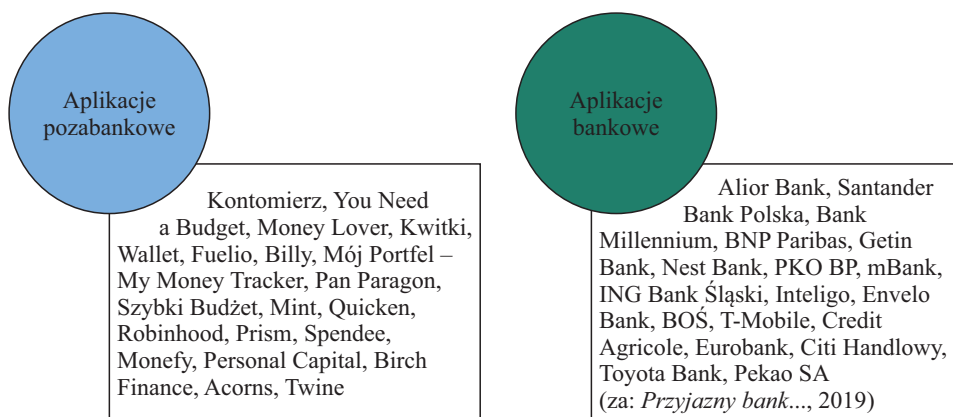 Aplikacje
pozabankowe
Kontomierz, You Need
a Budget, Money Lover, Kwitki,
Wallet, Fuelio, Billy, Mój Portfel –
My Money Tracker, Pan Paragon,
Szybki Budżet, Mint, Quicken,
Robinhood, Prism, Spendee,
Monefy, Personal Capital, Birch
Finance, Acorns, Twine
Aplikacje
bankowe
Alior Bank, Santander
Bank Polska, Bank
Millennium, BNP Paribas, Getin
Bank, Nest Bank, PKO BP, mBank,
ING Bank Śląski, Inteligo, Envelo
Bank, BOŚ, T-Mobile, Credit
Agricole, Eurobank, Citi Handlowy,
Toyota Bank, Pekao SA
(za: Przyjazny bank..., 2019)